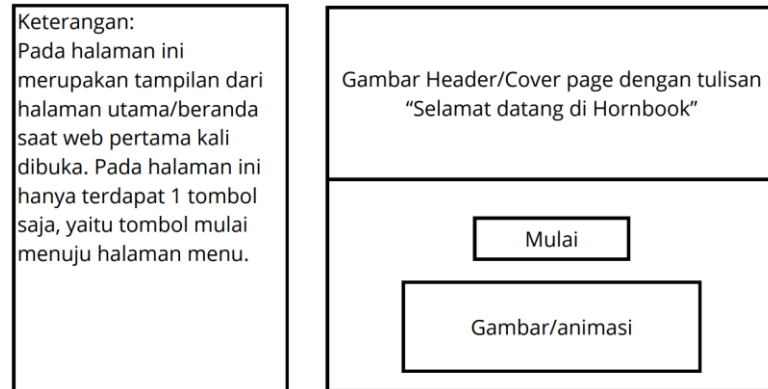 Keterangan:
Pada halaman ini
merupakan tampilan dari
halaman utama/beranda
saat web pertama kali
dibuka. Pada halaman ini
hanya terdapat 1 tombol
saja, yaitu tombol mulai
menuju halaman menu.
Gambar Header/Cover page dengan tulisan
“Selamat datang di Hornbook”
Mulai
Gambar/animasi